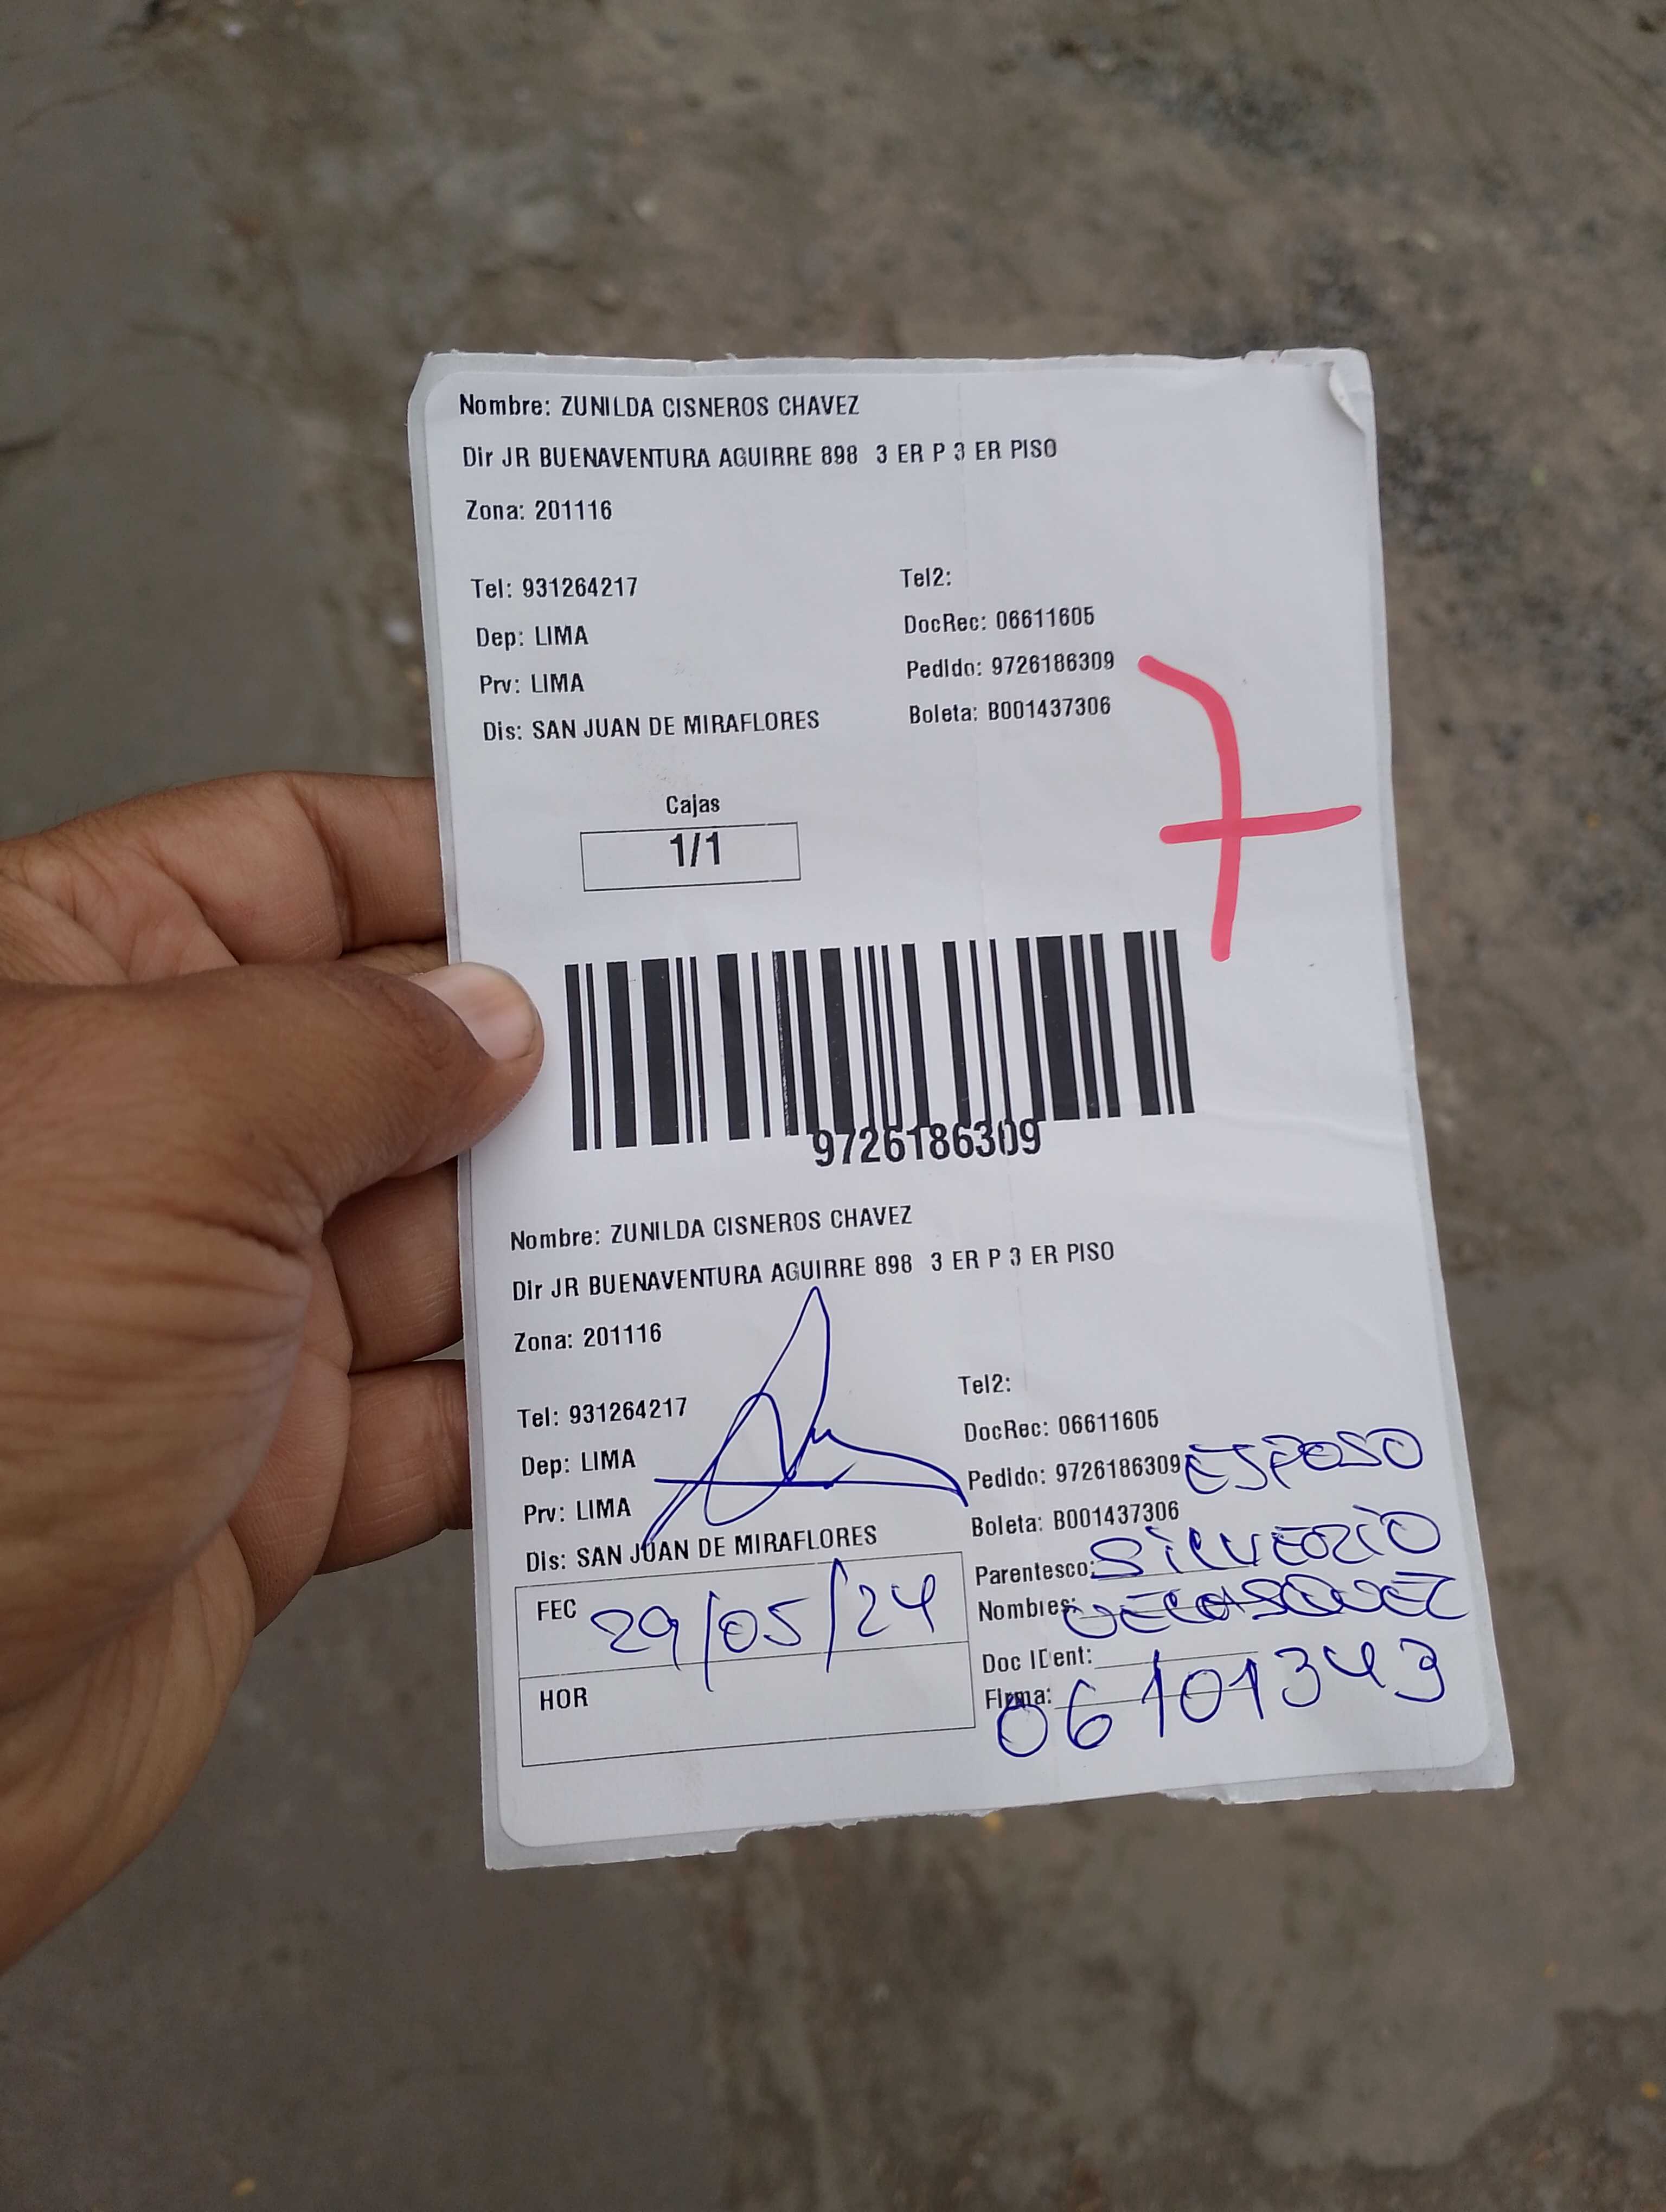 Nombre: ZUNILDA CISNEROS CHAVEZ
Dir JR BUENAVENTURA AGUIRRE 898 3 ER P 3 ER PISO
Zona: 201116
Tel: 931264217 Tel2:
Dep: LIMA DocRec: 06611605
Prv: LIMA Pedido: 9726186309
Dis: SAN JUAN DE MIRAFLORES Boleta: B001437306
7
Cajas
1/1
9726186309
Nombre: ZUNILDA CISNEROS CHAVEZ
Dir JR BUENAVENTURA AGUIRRE 898 3 ER P 3 ER PISO
Zona: 201116
Tel: 931264217 Tel2:
Dep: LIMA DocRec: 06611605
Prv: LIMA Pedido: 9726186309 ESPOSO
Dis: SAN JUAN DE MIRAFLORES Boleta: B001437306
Parentesco: SILVERIO
FEC 29/05/24 Nombres: VELASQUEZ
Doc IDent:
HOR Firma: 06101343